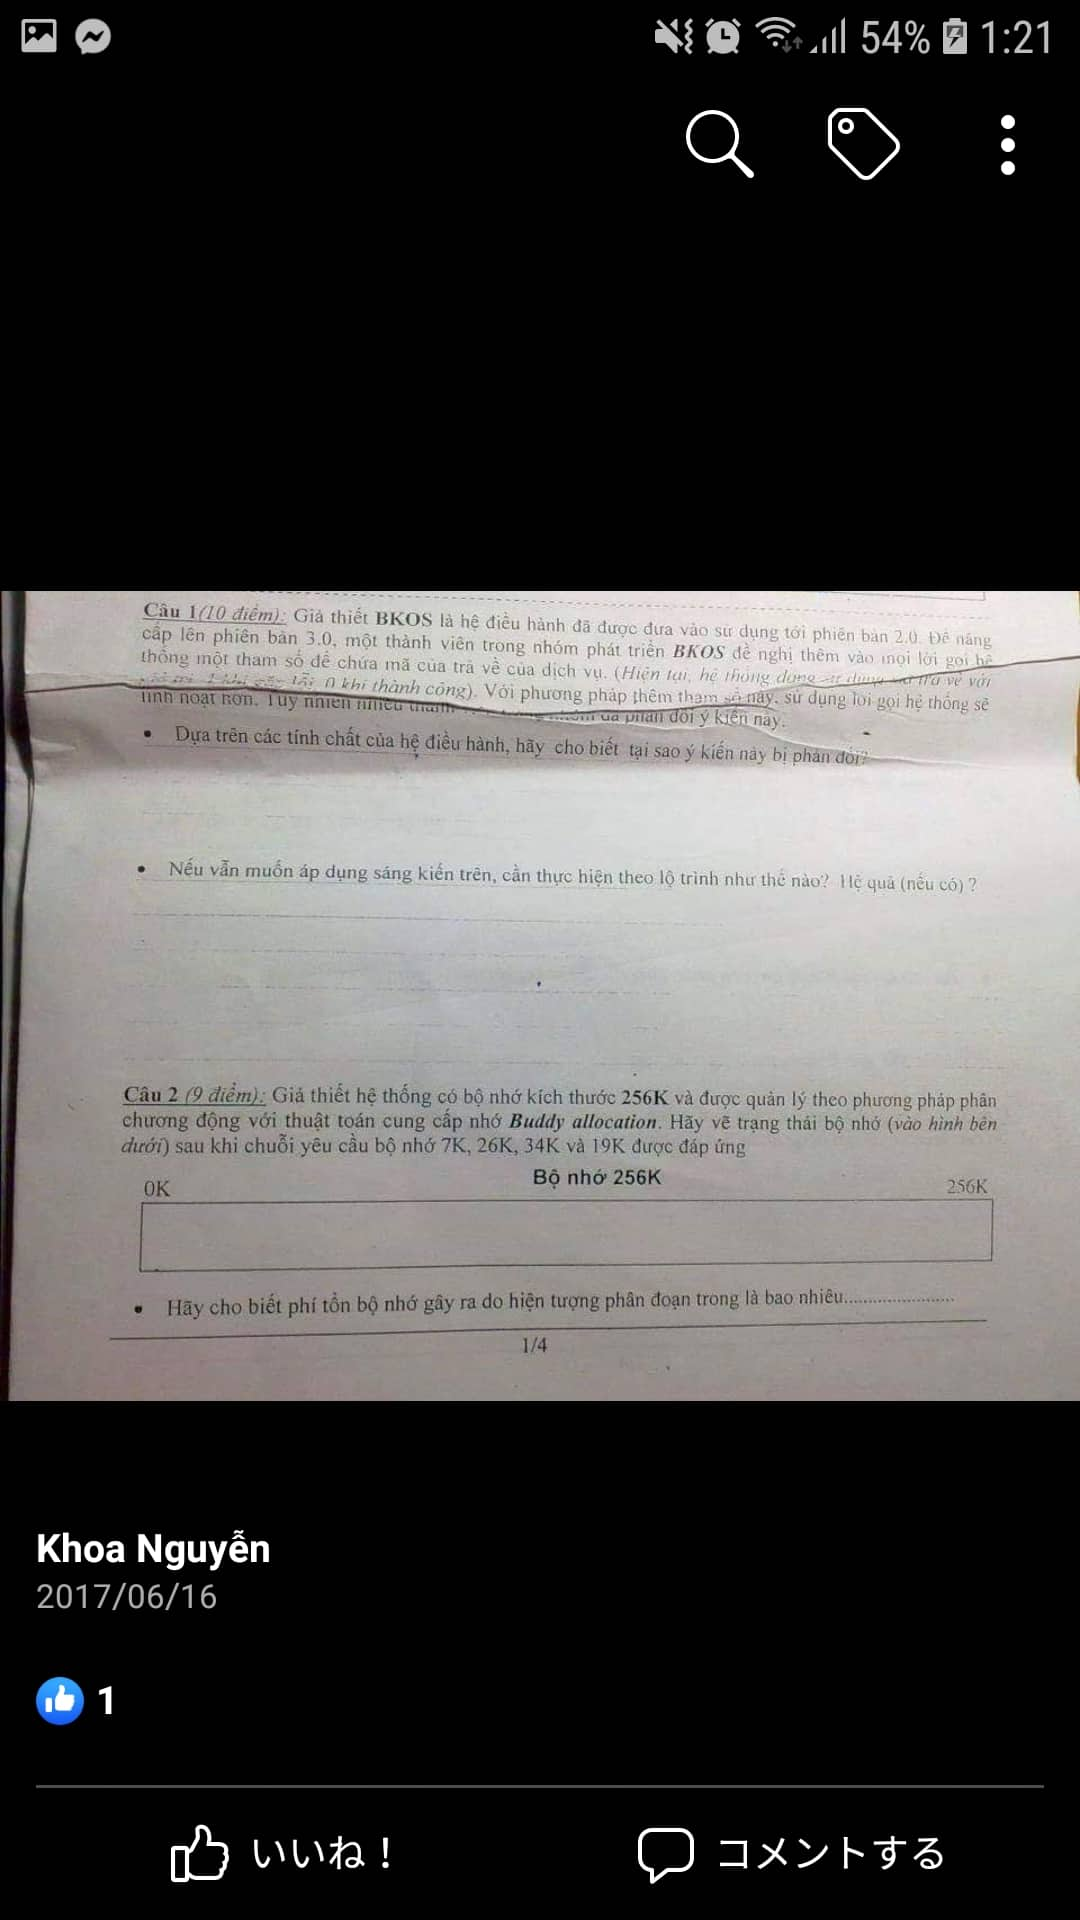 54% 1:21
Câu 1(10 điểm): Giả thiết BKOS là hệ điều hành đã được đưa vào sử dụng tới phiên bản 2.0. Để nâng
cấp lên phiên bản 3.0, một thành viên trong nhóm phát triển BKOS đề nghị thêm vào mọi lời gọi hệ
thống một tham số để chứa mã của trả về của dịch vụ. (Hiện tại, hệ thống đang sử dụng trả về với
0 khi thành công). Với phương pháp thêm tham số này, sử dụng lời gọi hệ thống sẽ
linh hoạt hơn. Tuy nhiên nhiều đã phản đối ý kiến này.
• Dựa trên các tính chất của hệ điều hành, hãy cho biết tại sao ý kiến này bị phản đối?
• Nếu vẫn muốn áp dụng sáng kiến trên, cần thực hiện theo lộ trình như thế nào? Hệ quả (nếu có) ?
Câu 2 (9 điểm): Giả thiết hệ thống có bộ nhớ kích thước 256K và được quản lý theo phương pháp phân
chương động với thuật toán cung cấp nhớ Buddy allocation. Hãy vẽ trạng thái bộ nhớ (vào hình bên
dưới) sau khi chuỗi yêu cầu bộ nhớ 7K, 26K, 34K và 19K được đáp ứng
Bộ nhớ 256K
0K 256K
• Hãy cho biết phí tổn bộ nhớ gây ra do hiện tượng phân đoạn trong là bao nhiêu......................
1/4
Khoa Nguyễn
2017/06/16
1
いいね！ コメントする